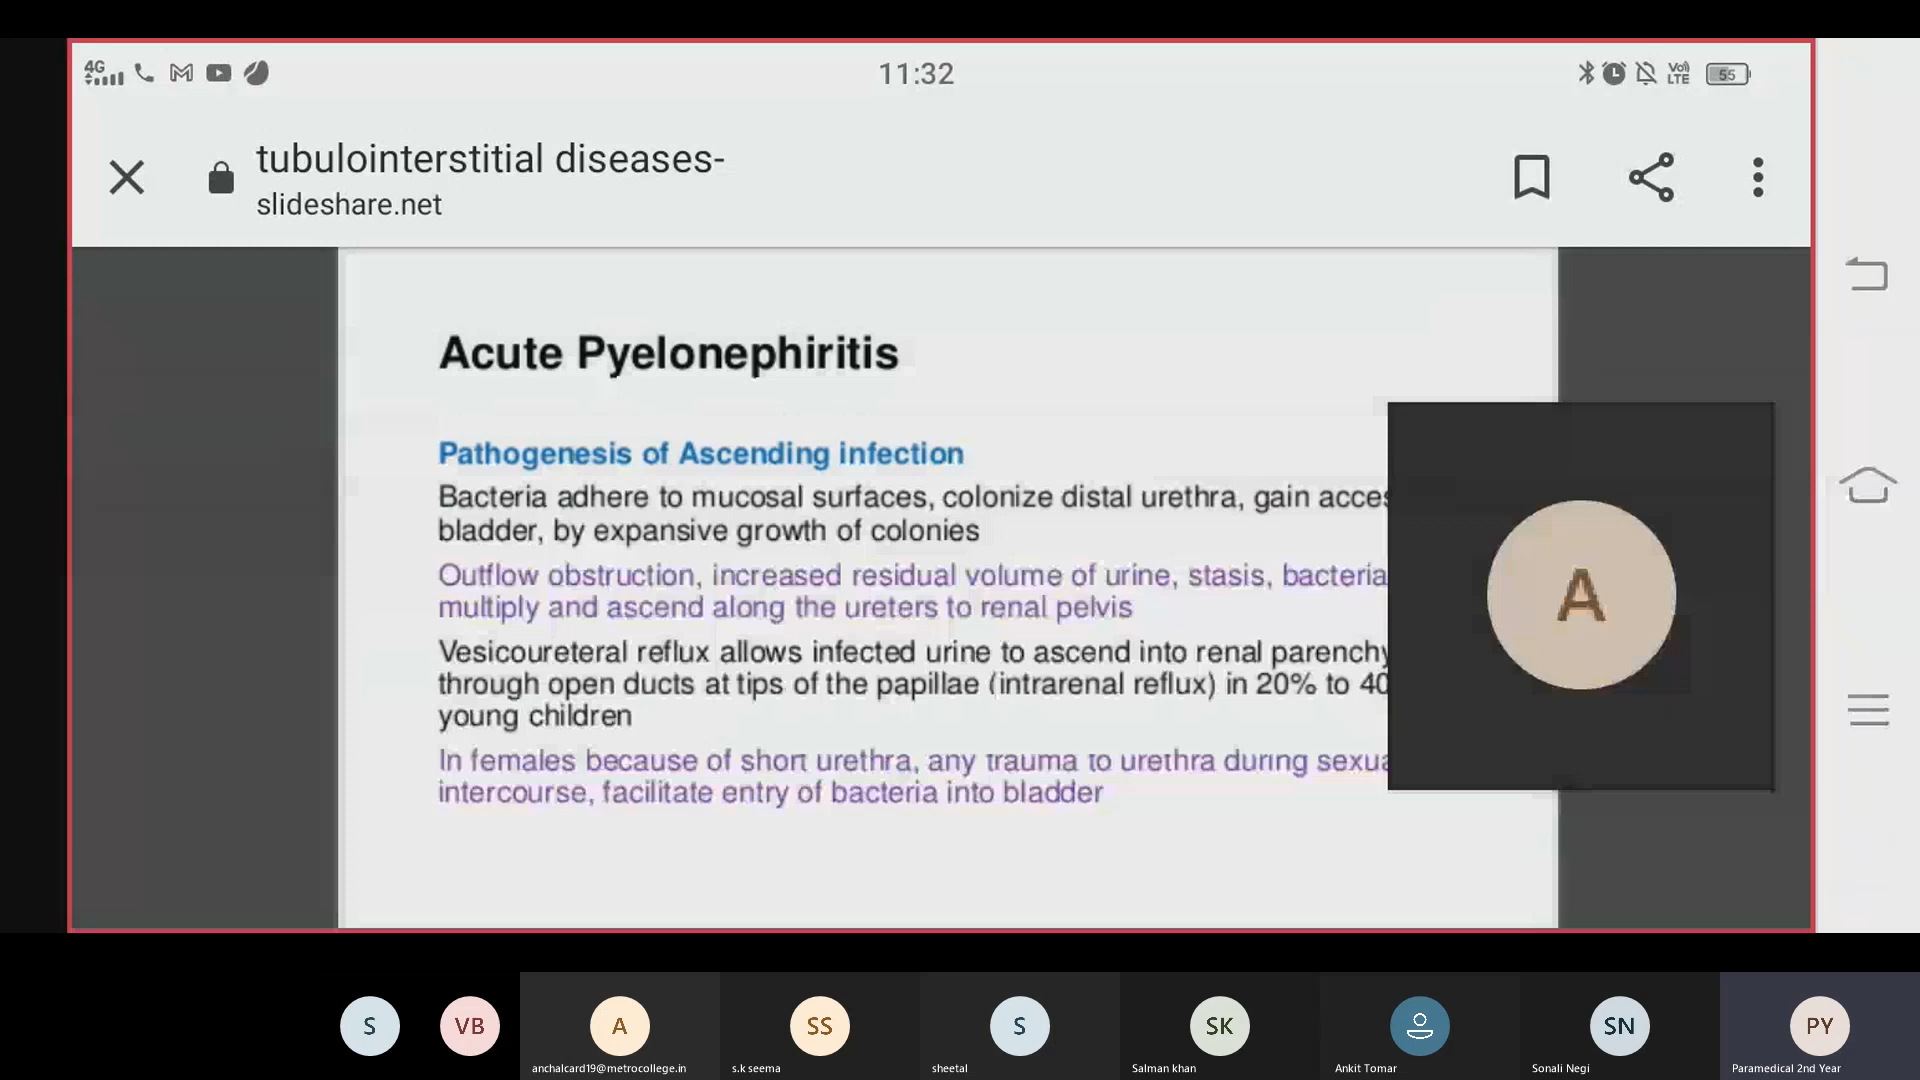 4G
11:32
Vo)) LTE
55
tubulointerstitial diseases-
slideshare.net
Acute Pyelonephiritis
Pathogenesis of Ascending infection
Bacteria adhere to mucosal surfaces, colonize distal urethra, gain
bladder, by expansive growth of colonies
Outflow obstruction, increased residual volume of urine, stasis, bacteria
multiply and ascend along the ureters to renal pelvis
Vesicoureteral reflux allows infected urine to ascend into renal
through open ducts at tips of the papillae (intrarenal reflux) in 20% to 40
young children
In females because of short urethra, any trauma to urethra during
intercourse, facilitate entry of bacteria into bladder
A
S
VB
A
SS
S
SK
SN
PY
anchalcard19@metrocollege.in
s.k seema
sheetal
Salman khan
Ankit Tomar
Sonali Negi
Paramedical 2nd Year